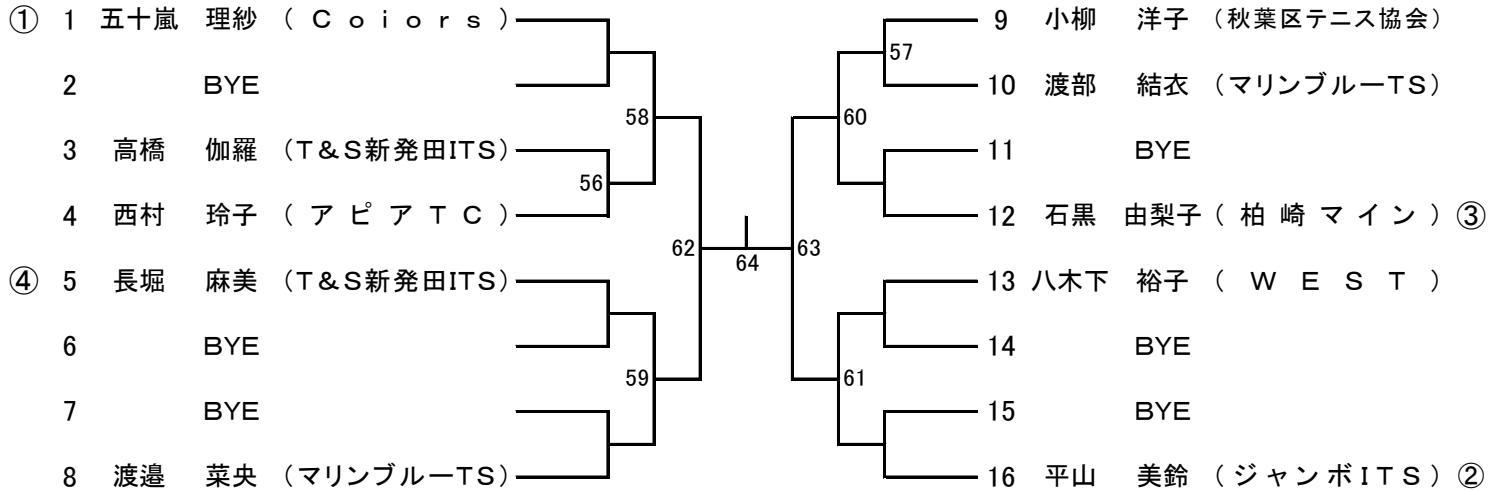 ① 1 五十嵐 理紗 (Coiors)
2 BYE
58
3 高橋 伽羅 (T&S新発田ITS)
56
4 西村 玲子 (アピアTC)
62
④ 5 長堀 麻美 (T&S新発田ITS)
6 BYE
59
7 BYE
8 渡邉 菜央 (マリンブルーTS)
64
9 小柳 洋子 (秋葉区テニス協会)
57
10 渡部 結衣 (マリンブルーTS)
60
11 BYE
12 石黒 由梨子 (柏崎マイン) ③
63
13 八木下 裕子 (WEST)
14 BYE
61
15 BYE
16 平山 美鈴 (ジャンボITS) ②